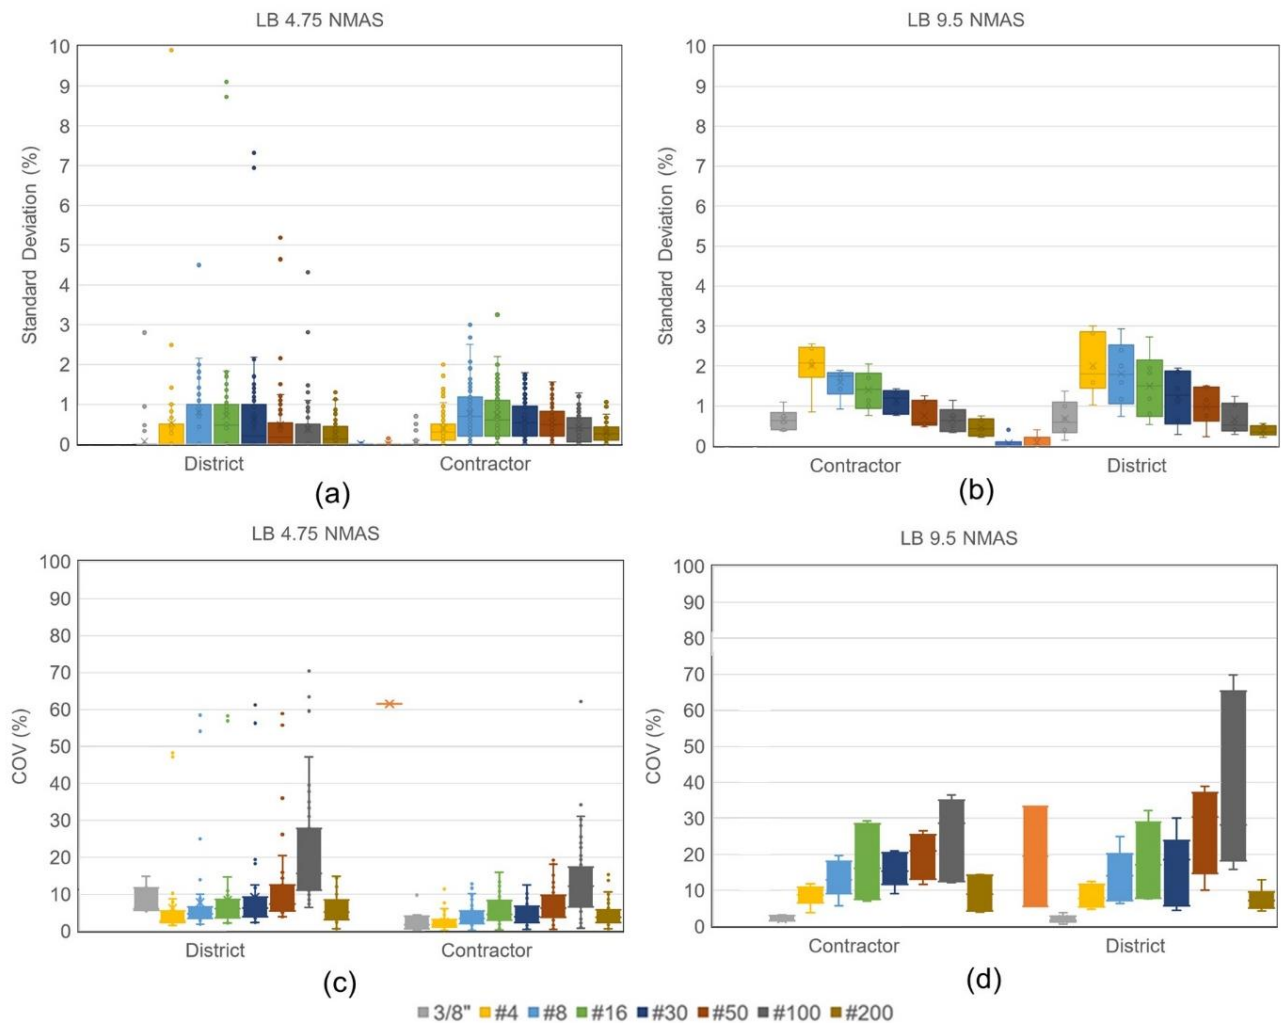 LB 4.75 NMAS
Standard Deviation (%)
10
9
8
7
6
5
4
3
2
1
0
District Contractor
(a)
LB 9.5 NMAS
Standard Deviation (%)
10
9
8
7
6
5
4
3
2
1
0
Contractor District
(b)
LB 4.75 NMAS
COV (%)
100
90
80
70
60
50
40
30
20
10
0
District Contractor
(c)
LB 9.5 NMAS
COV (%)
100
90
80
70
60
50
40
30
20
10
0
Contractor District
(d)
3/8" #4 #8 #16 #30 #50 #100 #200